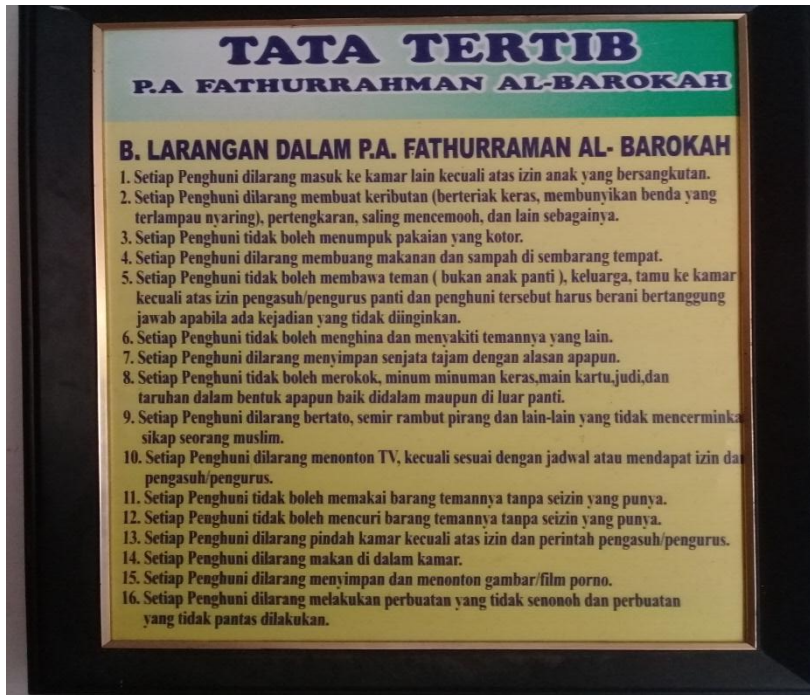 TATA TERTIB
P.A FATHURRAHMAN AL-BAROKAH
B. LARANGAN DALAM P.A. FATHURRAMAN AL- BAROKAH
1. Setiap Penghuni dilarang masuk ke kamar lain kecuali atas izin anak yang bersangkutan.
2. Setiap Penghuni dilarang membuat keributan (berteriak keras, membunyikan benda yang
terlampau nyaring), pertengkaran, saling mencemooh, dan lain sebagainya.
3. Setiap Penghuni tidak boleh menumpuk pakaian yang kotor.
4. Setiap Penghuni dilarang membuang makanan dan sampah di sembarang tempat.
5. Setiap Penghuni tidak boleh membawa teman ( bukan anak panti ), keluarga, tamu ke kamar
kecuali atas izin pengasuh/pengurus panti dan penghuni tersebut harus berani bertanggung
jawab apabila ada kejadian yang tidak diinginkan.
6. Setiap Penghuni tidak boleh menghina dan menyakiti temannya yang lain.
7. Setiap Penghuni dilarang menyimpan senjata tajam dengan alasan apapun.
8. Setiap Penghuni tidak boleh merokok, minum minuman keras,main kartu,judi,dan
taruhan dalam bentuk apapun baik didalam maupun di luar panti.
9. Setiap Penghuni dilarang bertato, semir rambut pirang dan lain-lain yang tidak mencerminka
sikap seorang muslim.
10. Setiap Penghuni dilarang menonton TV, kecuali sesuai dengan jadwal atau mendapat izin dar
pengasuh/pengurus.
11. Setiap Penghuni tidak boleh memakai barang temannya tanpa seizin yang punya.
12. Setiap Penghuni tidak boleh mencuri barang temannya tanpa seizin yang punya.
13. Setiap Penghuni dilarang pindah kamar kecuali atas izin dan perintah pengasuh/pengurus.
14. Setiap Penghuni dilarang makan di dalam kamar.
15. Setiap Penghuni dilarang menyimpan dan menonton gambar/film porno.
16. Setiap Penghuni dilarang melakukan perbuatan yang tidak senonoh dan perbuatan
yang tidak pantas dilakukan.